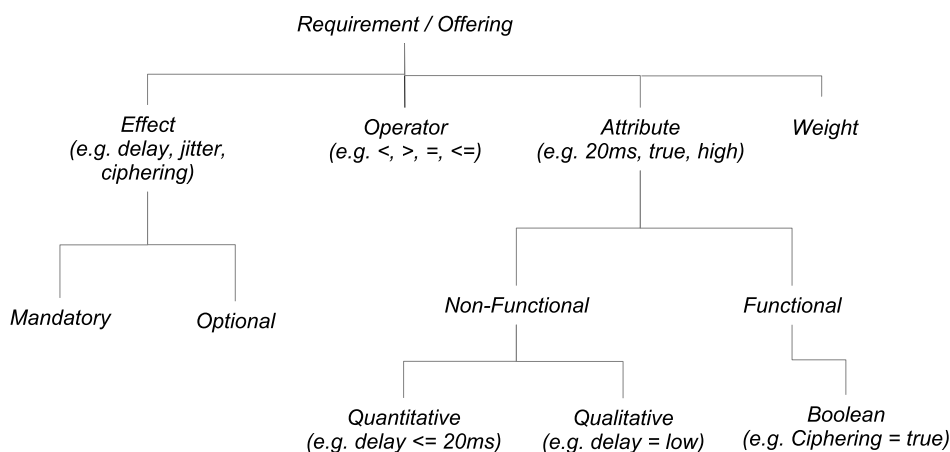 Requirement / Offering
Effect
(e.g. delay, jitter,
ciphering)
Operator
(e.g. <, >, =, <=)
Attribute
(e.g. 20ms, true, high)
Weight
Mandatory
Optional
Non-Functional
Functional
Quantitative
(e.g. delay <= 20ms)
Qualitative
(e.g. delay = low)
Boolean
(e.g. Ciphering = true)